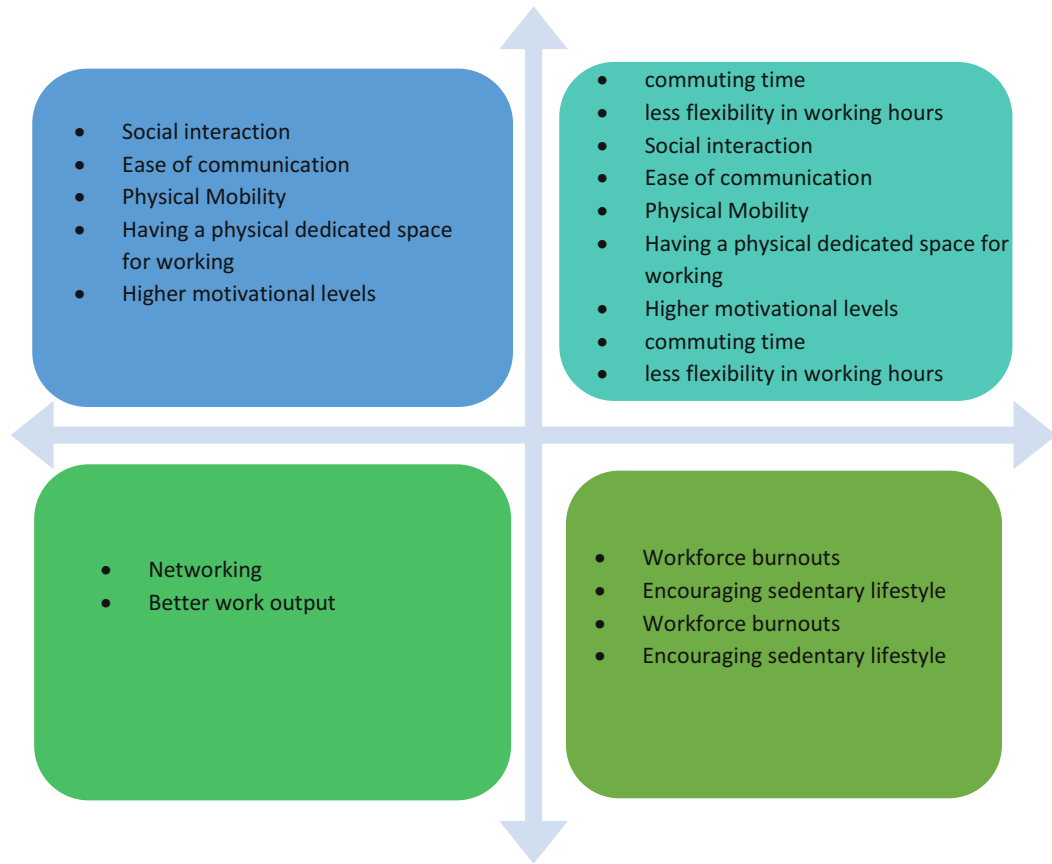 • Social interaction
• Ease of communication
• Physical Mobility
• Having a physical dedicated space
for working
• Higher motivational levels
• commuting time
• less flexibility in working hours
• Social interaction
• Ease of communication
• Physical Mobility
• Having a physical dedicated space for
working
• Higher motivational levels
• commuting time
• less flexibility in working hours
• Networking
• Better work output
• Workforce burnouts
• Encouraging sedentary lifestyle
• Workforce burnouts
• Encouraging sedentary lifestyle